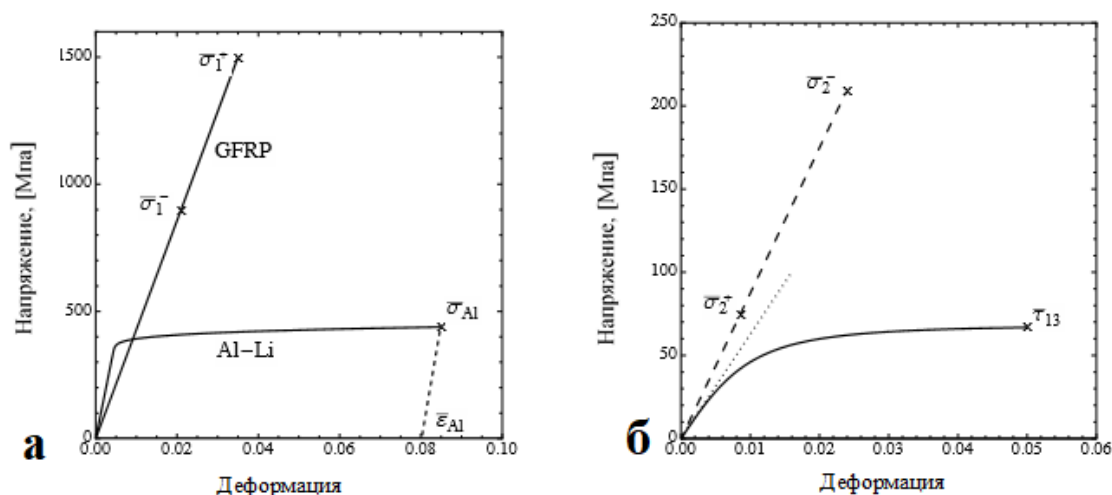 1500
1000
500
0
0.00 0.02 0.04 0.06 0.08 0.10
Напряжение, [Мпа]
Деформация
σ̅₁⁺
GFRP
σ̅₁⁻
σ̅Al
Al–Li
ε̅Al
а
250
200
150
100
50
0
0.00 0.01 0.02 0.03 0.04 0.05 0.06
Напряжение, [Мпа]
Деформация
σ̅₂⁻
σ̅₂⁺
τ₁₃
б